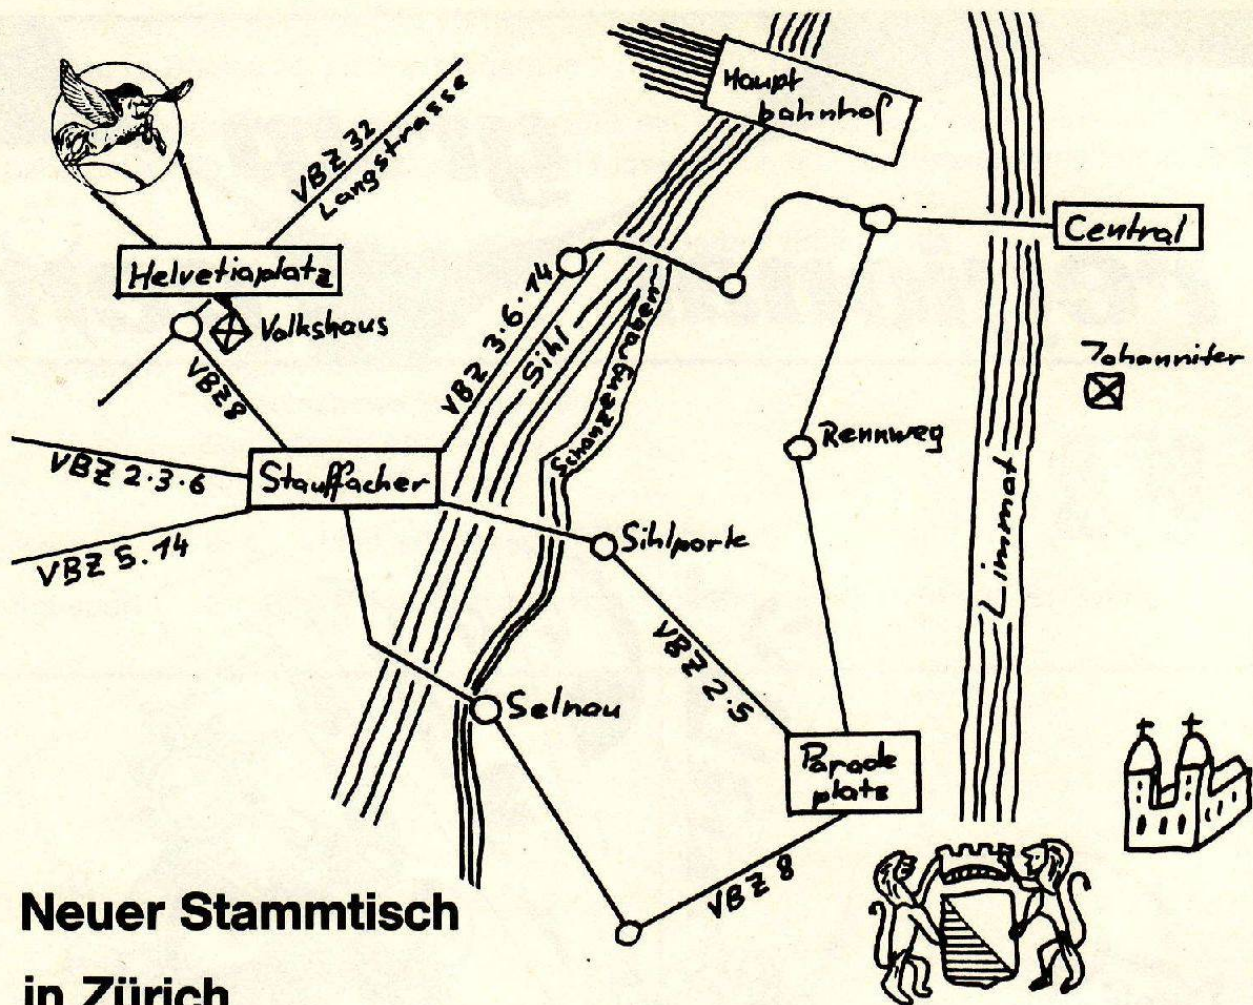 Haupt
bahnhof
VBZ 32
Langstrasse
Central
Helvetiaplatz
Volkshaus
VBZ 3·6·14
Sihl
Schanzengraben
Johanniter
VBZ 8
Rennweg
Stauffacher
VBZ 2·3·6
Sihlporte
VBZ 5.14
Limmat
VBZ 2·5
Selnau
Parade
platz
VBZ 8
Neuer Stammtisch
in Zürich